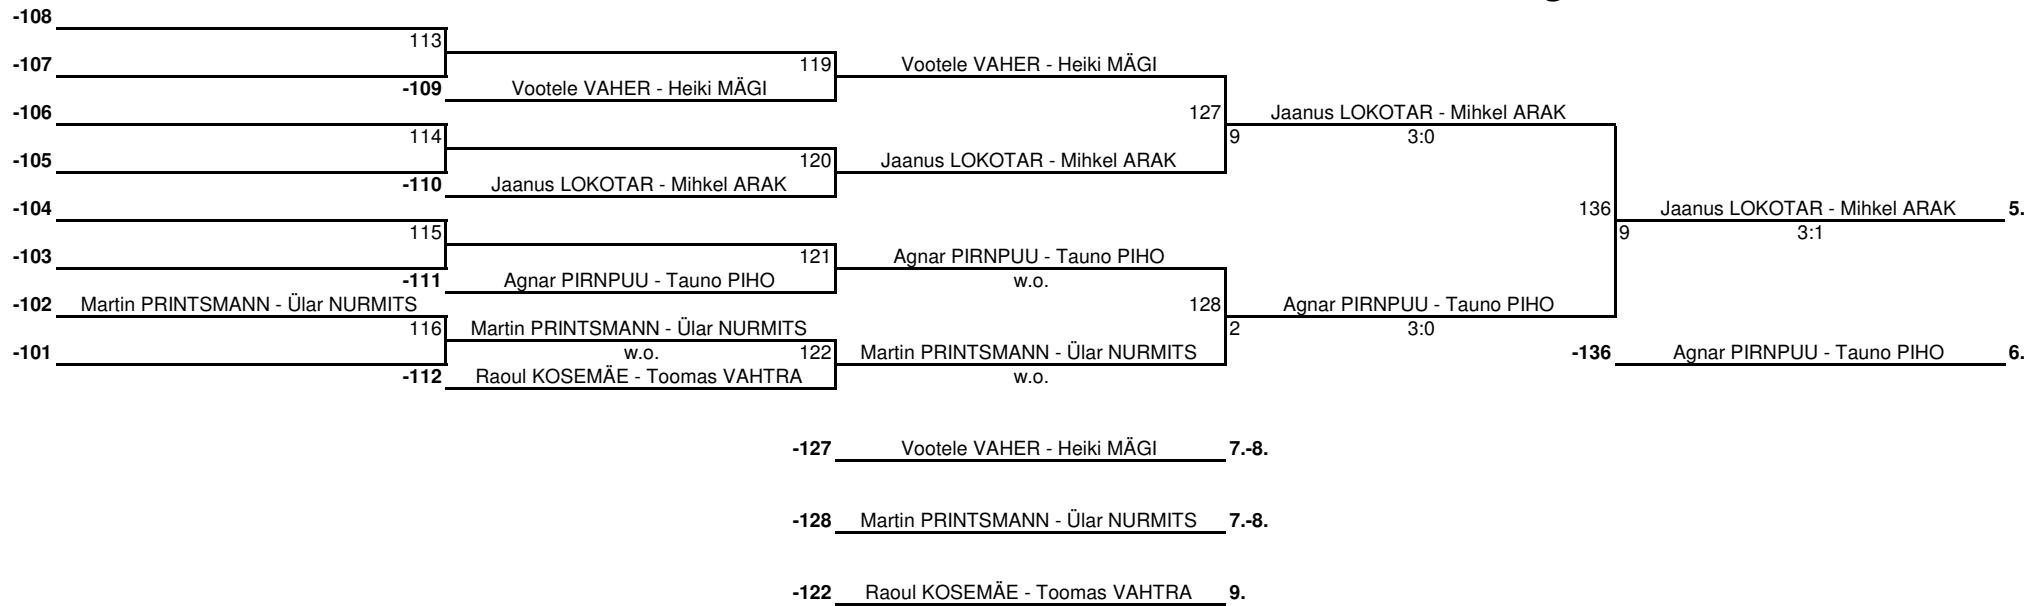 -108
113
-107
119 Vootele VAHER - Heiki MÄGI
-109 Vootele VAHER - Heiki MÄGI
-106
127 Jaanus LOKOTAR - Mihkel ARAK
114
9 3:0
-105
120 Jaanus LOKOTAR - Mihkel ARAK
-110 Jaanus LOKOTAR - Mihkel ARAK
-104
136 Jaanus LOKOTAR - Mihkel ARAK 5.
115
9 3:1
-103
121 Agnar PIRNPUU - Tauno PIHO
-111 Agnar PIRNPUU - Tauno PIHO
w.o.
-102 Martin PRINTSMANN - Ülar NURMITS
128 Agnar PIRNPUU - Tauno PIHO
116 Martin PRINTSMANN - Ülar NURMITS
2 3:0
-101
w.o. 122 Martin PRINTSMANN - Ülar NURMITS
-136 Agnar PIRNPUU - Tauno PIHO 6.
-112 Raoul KOSEMÄE - Toomas VAHTRA
w.o.
-127 Vootele VAHER - Heiki MÄGI 7.-8.
-128 Martin PRINTSMANN - Ülar NURMITS 7.-8.
-122 Raoul KOSEMÄE - Toomas VAHTRA 9.